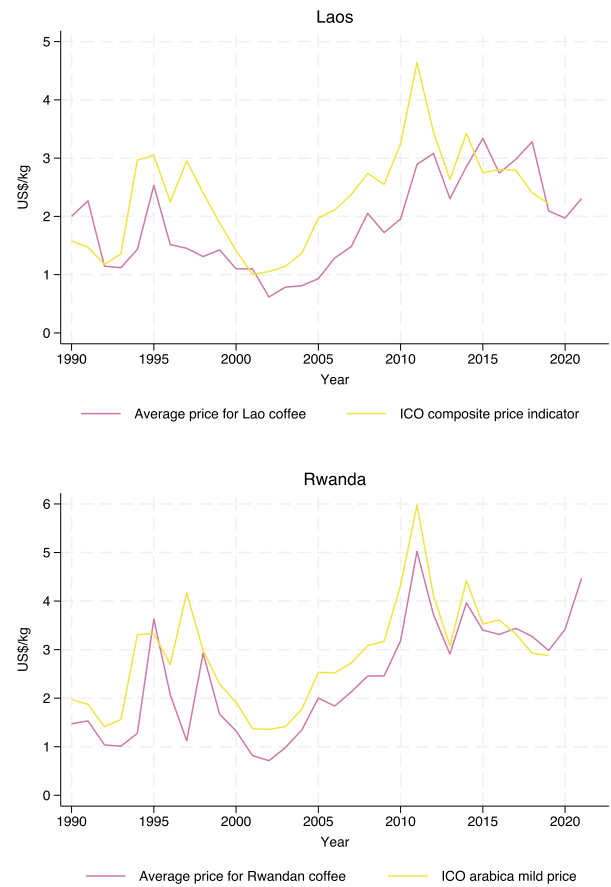 Laos
US$/kg
5
4
3
2
1
0
1990 1995 2000 2005 2010 2015 2020
Year
Average price for Lao coffee ICO composite price indicator
Rwanda
US$/kg
6
5
4
3
2
1
0
1990 1995 2000 2005 2010 2015 2020
Year
Average price for Rwandan coffee ICO arabica mild price